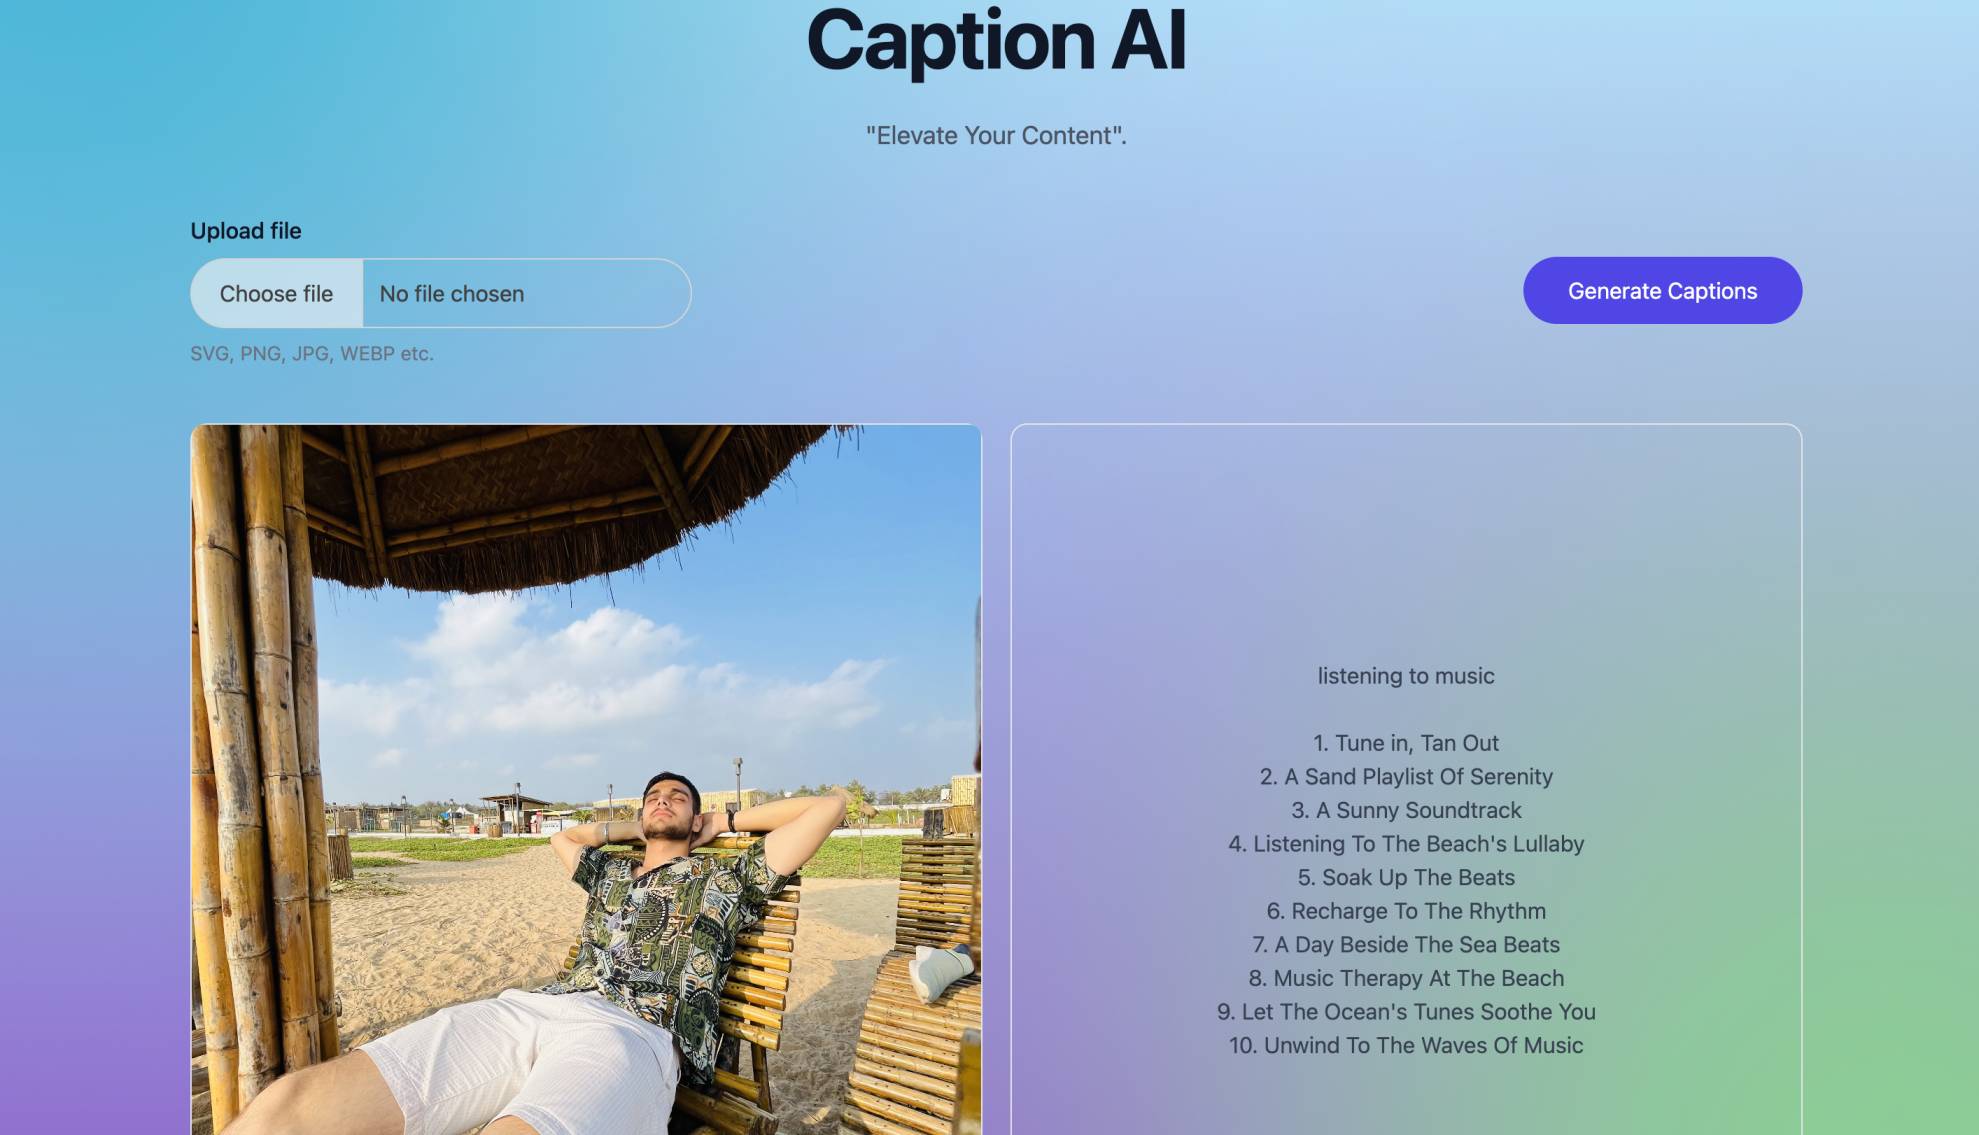 Caption AI
"Elevate Your Content".
Upload file
Choose file
No file chosen
Generate Captions
SVG, PNG, JPG, WEBP etc.
listening to music
1. Tune in, Tan Out
2. A Sand Playlist Of Serenity
3. A Sunny Soundtrack
4. Listening To The Beach's Lullaby
5. Soak Up The Beats
6. Recharge To The Rhythm
7. A Day Beside The Sea Beats
8. Music Therapy At The Beach
9. Let The Ocean's Tunes Soothe You
10. Unwind To The Waves Of Music